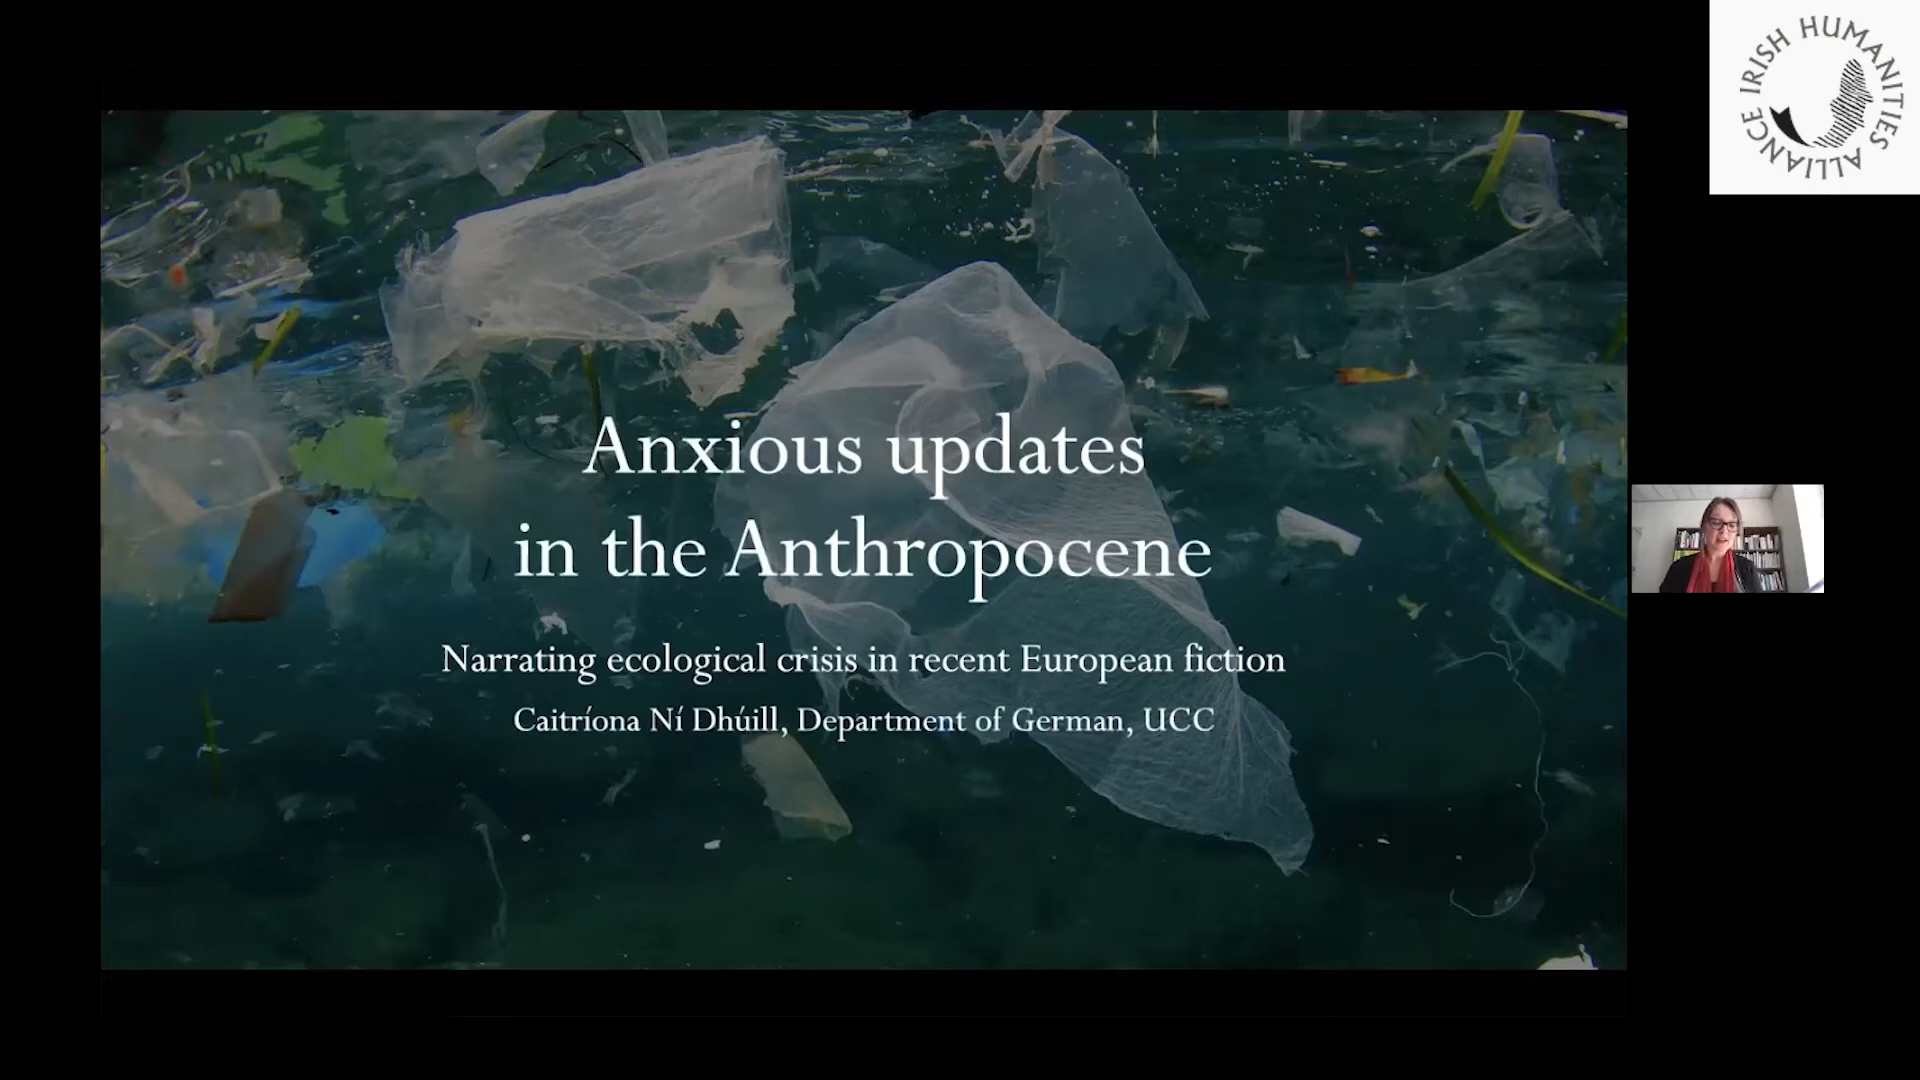 IRISH HUMANITIES ALLIANCE
Anxious updates
in the Anthropocene
Narrating ecological crisis in recent European fiction
Caitríona Ní Dhúill, Department of German, UCC